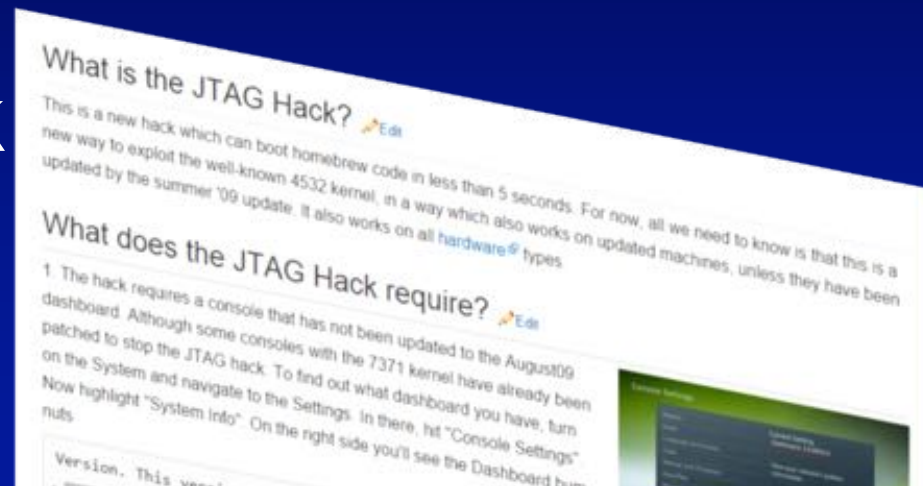 What is the JTAG Hack? Edit
This is a new hack which can boot homebrew code in less than 5 seconds. For now, all we need to know is that this is a
new way to exploit the well-known 4532 kernel, in a way which also works on updated machines, unless they have been
updated by the summer '09 update. It also works on all hardware types
What does the JTAG Hack require? Edit
1. The hack requires a console that has not been updated to the August09
dashboard. Although some consoles with the 7371 kernel have already been
patched to stop the JTAG hack. To find out what dashboard you have, turn
on the System and navigate to the Settings. In there, hit "Console Settings"
Now highlight "System Info". On the right side you'll see the Dashboard
nuts
Version. This
Console Settings